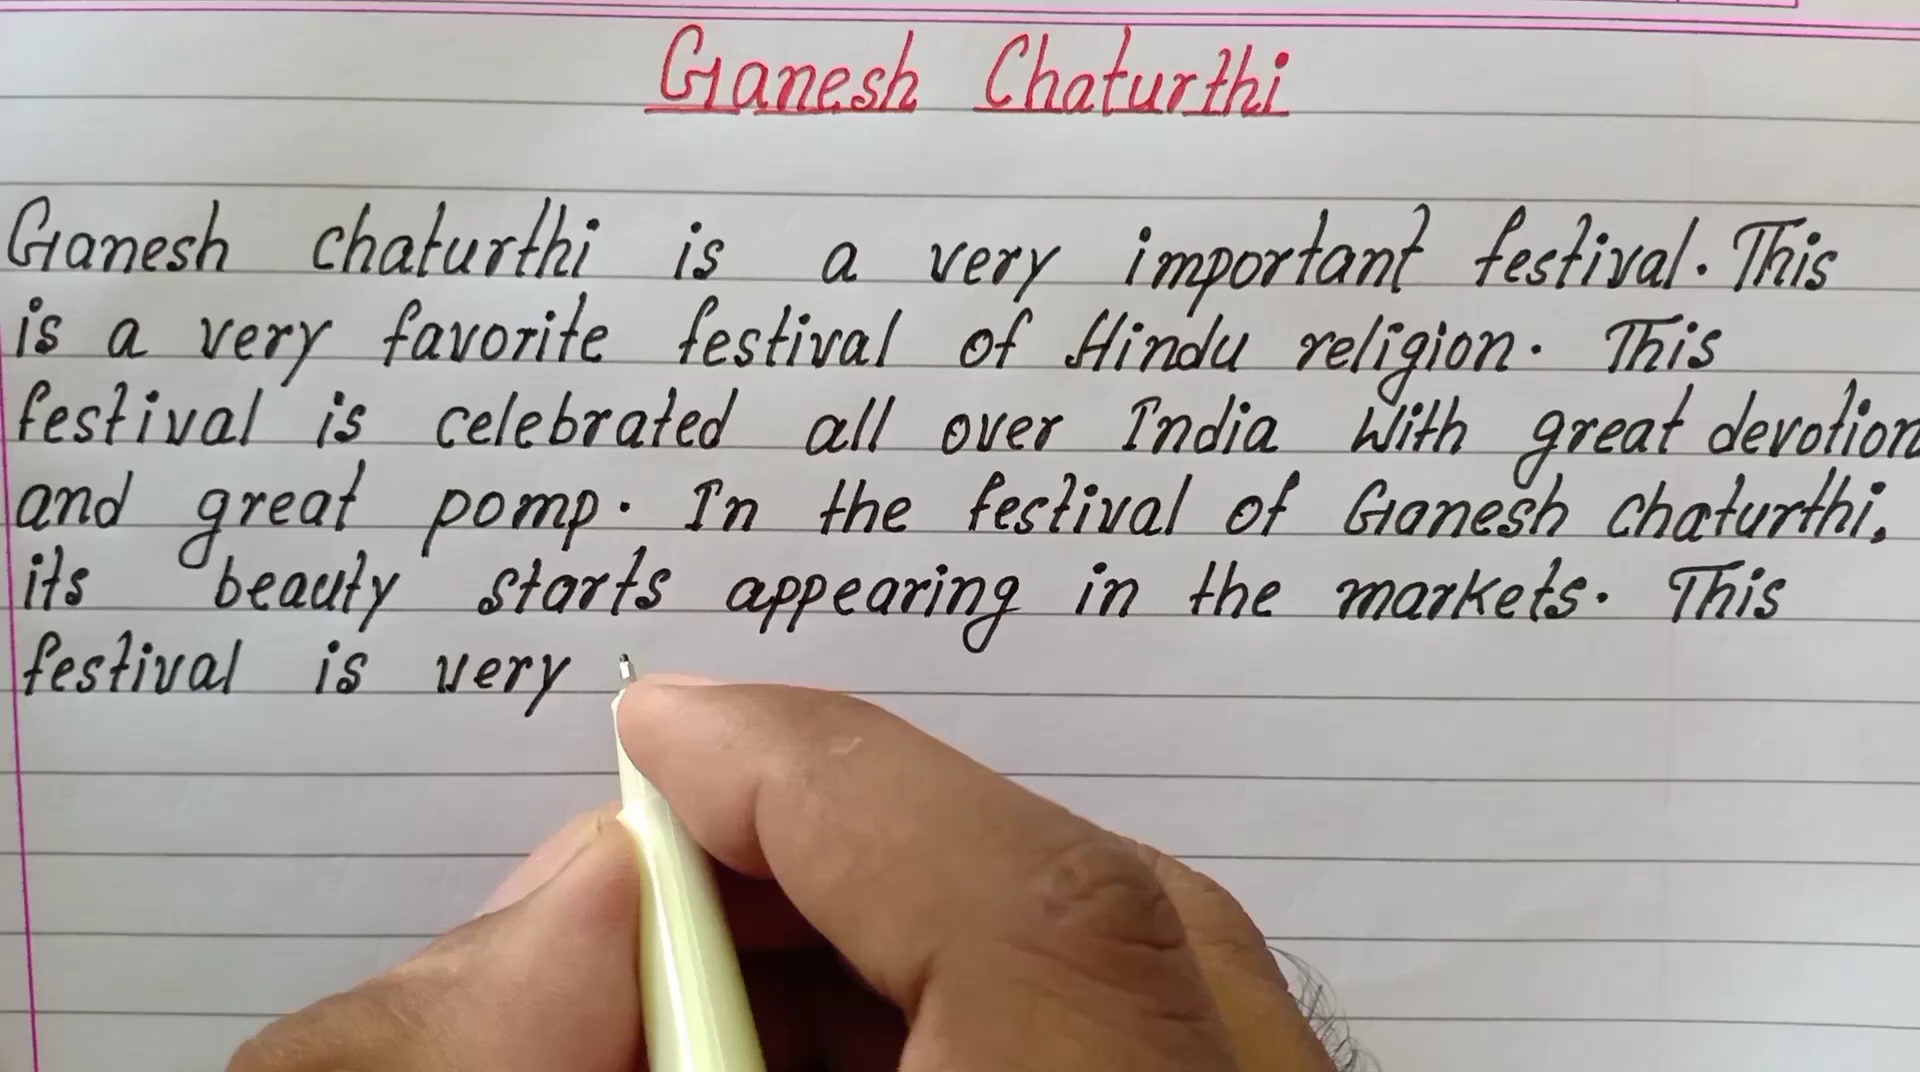 Ganesh Chaturthi
Ganesh chaturthi is a very important festival. This
is a very favorite festival of Hindu religion. This
festival is celebrated all over India with great devotion
and great pomp. In the festival of Ganesh chaturthi,
its beauty starts appearing in the markets. This
festival is very